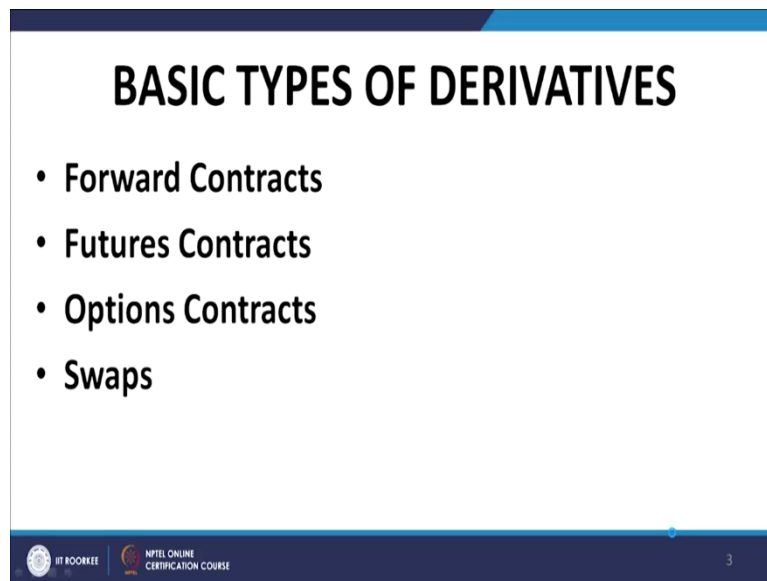 BASIC TYPES OF DERIVATIVES
• Forward Contracts
• Futures Contracts
• Options Contracts
• Swaps
IIT ROORKEE
NPTEL ONLINE
CERTIFICATION COURSE
3